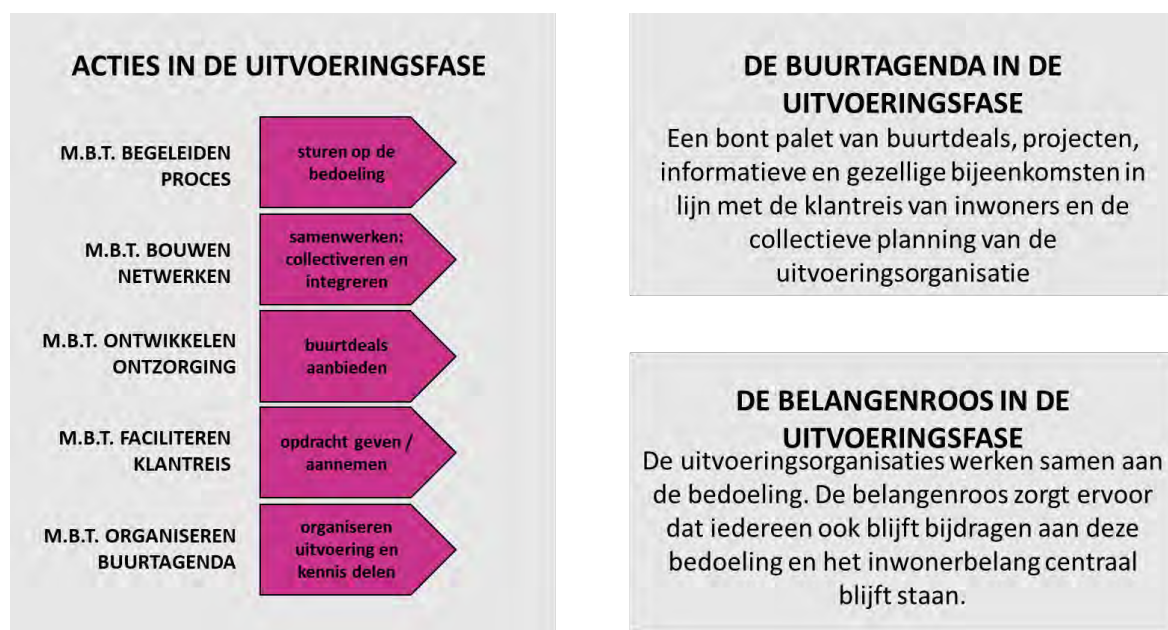 ACTIES IN DE UITVOERINGSFASE
M.B.T. BEGELEIDEN
PROCES
sturen op de
bedoeling
M.B.T. BOUWEN
NETWERKEN
samenwerken:
collectiveren en
integreren
M.B.T. ONTWIKKELEN
ONTZORGING
buurtdeals
aanbieden
M.B.T. FACILITEREN
KLANTREIS
opdracht geven /
aannemen
M.B.T. ORGANISEREN
BUURTAGENDA
organiseren
uitvoering en
kennis delen
DE BUURTAGENDA IN DE
UITVOERINGSFASE
Een bont palet van buurtdeals, projecten,
informatieve en gezellige bijeenkomsten in
lijn met de klantreis van inwoners en de
collectieve planning van de
uitvoeringsorganisatie
DE BELANGENROOS IN DE
UITVOERINGSFASE
De uitvoeringsorganisaties werken samen aan
de bedoeling. De belangenroos zorgt ervoor
dat iedereen ook blijft bijdragen aan deze
bedoeling en het inwonerbelang centraal
blijft staan.